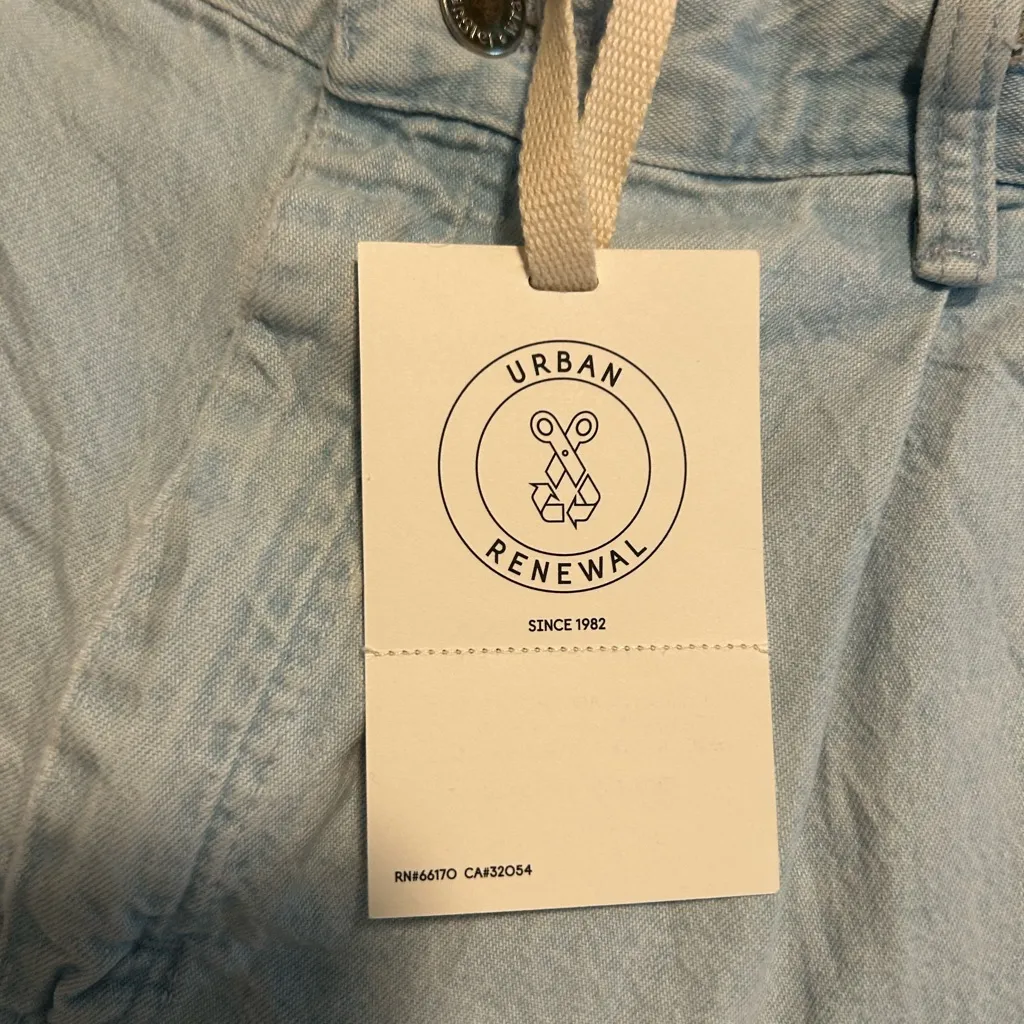 URBAN
RENEWAL
SINCE 1982
RN#66170 CA#32054